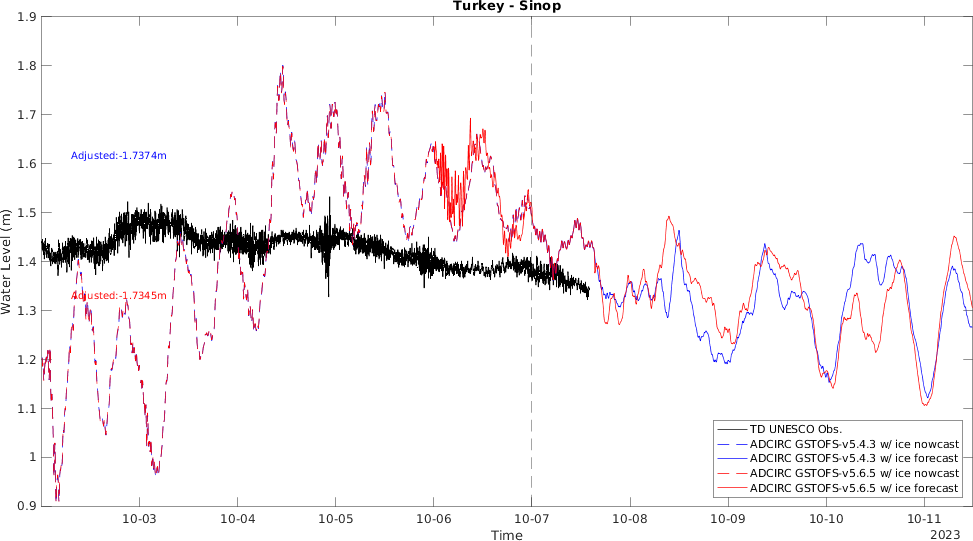 Turkey - Sinop
1.9
1.8
1.7
1.6
1.5
1.4
1.3
1.2
1.1
1
0.9
Water Level (m)
Adjusted:-1.7374m
Adjusted:-1.7345m
TD UNESCO Obs.
ADCIRC GSTOFS-v5.4.3 w/ ice nowcast
ADCIRC GSTOFS-v5.4.3 w/ ice forecast
ADCIRC GSTOFS-v5.6.5 w/ ice nowcast
ADCIRC GSTOFS-v5.6.5 w/ ice forecast
10-03 10-04 10-05 10-06 10-07 10-08 10-09 10-10 10-11
Time
2023